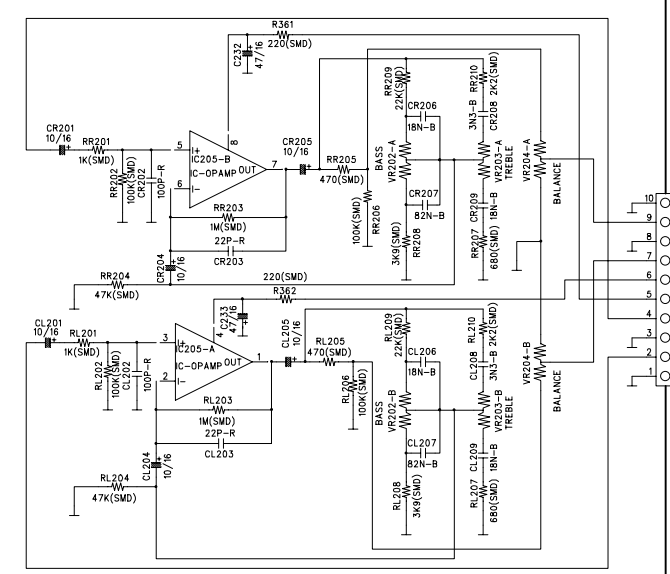 R361
220(SMD)
C232
47/16
RR209
22K(SMD)
RR210
2K2(SMD)
CR206
18N-B
3N3-B
CR208
CR201
10/16
RR201
1K(SMD)
5
I+
8
IC205-B
IC-OPAMP
OUT
7
6
I-
RR202
100K(SMD)
CR202
100P-R
CR205
10/16
RR205
470(SMD)
BASS
VR202-A
VR203-A
TREBLE
VR204-A
BALANCE
RR203
1M(SMD)
22P-R
CR203
100K(SMD)
RR206
CR207
82N-B
CR209
18N-B
3K9(SMD)
RR208
RR207
680(SMD)
RR204
47K(SMD)
CR204
10/16
220(SMD)
R362
10
9
8
7
6
5
4
3
2
1
CL201
10/16
RL201
1K(SMD)
3
I+
4
C233
47/16
IC205-A
IC-OPAMP
OUT
1
2
I-
RL202
100K(SMD)
CL202
100P-R
CL205
10/16
RL205
470(SMD)
RL206
100K(SMD)
RL209
22K(SMD)
RL210
2K2(SMD)
CL206
18N-B
CL208
3N3-B
BASS
VR202-B
VR203-B
TREBLE
VR204-B
BALANCE
RL203
1M(SMD)
22P-R
CL203
CL207
82N-B
CL209
18N-B
RL204
47K(SMD)
CL204
10/16
RL208
3K9(SMD)
RL207
680(SMD)